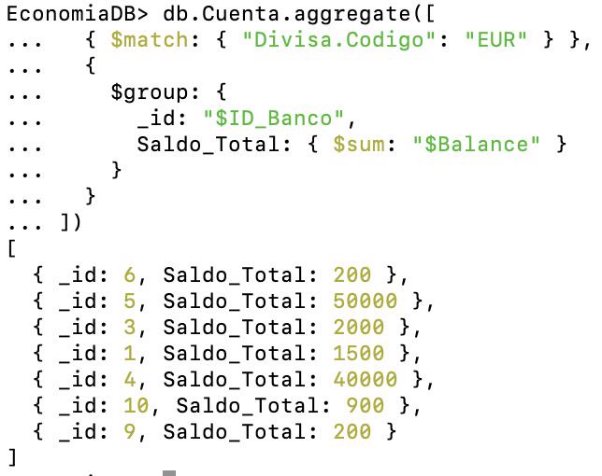 EconomiaDB> db.Cuenta.aggregate([
...   { $match: { "Divisa.Codigo": "EUR" } },
...   {
...     $group: {
...       _id: "$ID_Banco",
...       Saldo_Total: { $sum: "$Balance" }
...     }
...   }
... ])
[
  { _id: 6, Saldo_Total: 200 },
  { _id: 5, Saldo_Total: 50000 },
  { _id: 3, Saldo_Total: 2000 },
  { _id: 1, Saldo_Total: 1500 },
  { _id: 4, Saldo_Total: 40000 },
  { _id: 10, Saldo_Total: 900 },
  { _id: 9, Saldo_Total: 200 }
]